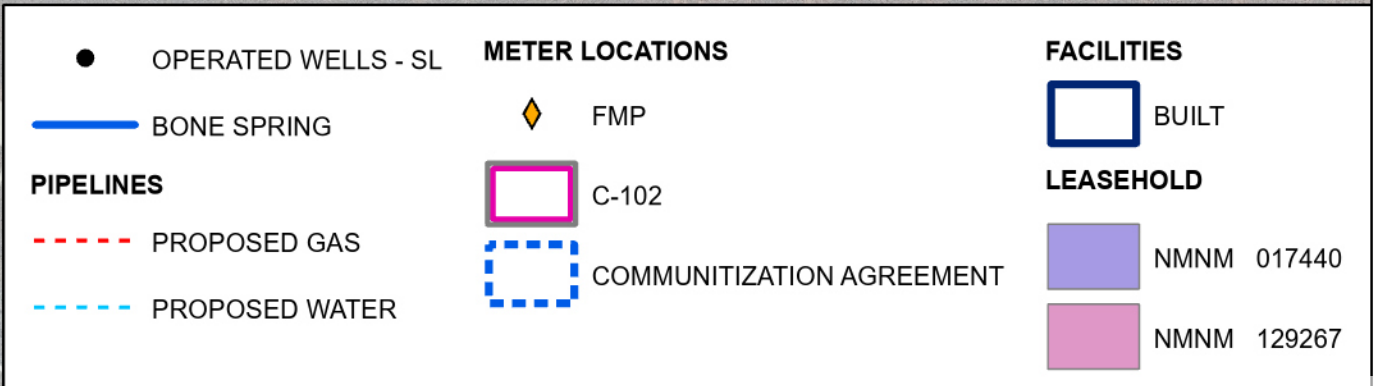 OPERATED WELLS - SL
BONE SPRING
PIPELINES
PROPOSED GAS
PROPOSED WATER
METER LOCATIONS
FMP
C-102
COMMUNITIZATION AGREEMENT
FACILITIES
BUILT
LEASEHOLD
NMNM 017440
NMNM 129267